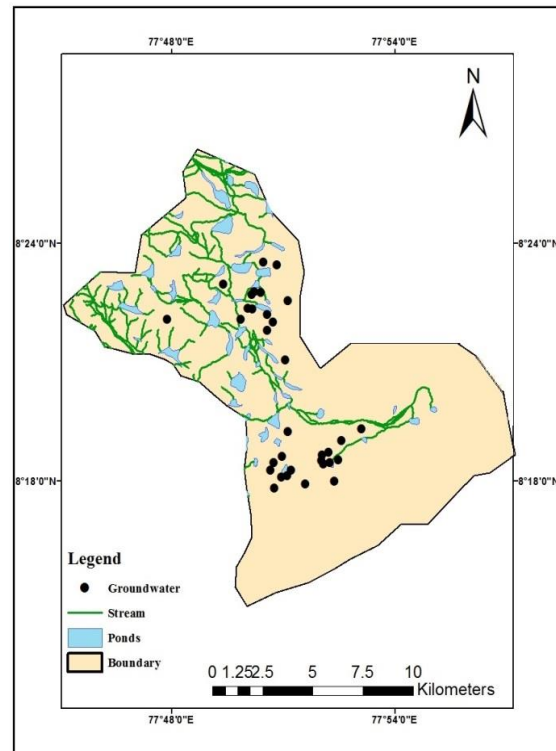 77°48'0"E 77°54'0"E
N
8°24'0"N 8°24'0"N
8°18'0"N 8°18'0"N
Legend
Groundwater
Stream
Ponds
Boundary
0 1.25 2.5 5 7.5 10
Kilometers
77°48'0"E 77°54'0"E